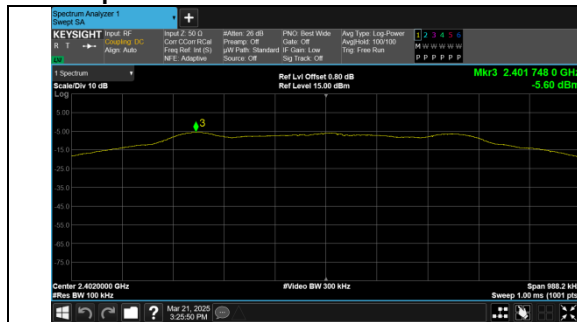 Spectrum Analyzer 1
Swept SA
+
KEYSIGHT Input: RF Input Z: 50 Ω #Atten: 26 dB PNO: Best Wide Avg Type: Log-Power 1 2 3 4 5 6
R T Coupling: DC Corr CCorr RCal Preamp: Off Gate: Off Avg|Hold: 100/100 M W W W W W
Align: Auto Freq Ref: Int (S) µW Path: Standard IF Gain: Low Trig: Free Run
NFE: Adaptive Source: Off Sig Track: Off P P P P P P
1 Spectrum Ref Lvl Offset 0.80 dB Mkr3 2.401 748 0 GHz
Scale/Div 10 dB Ref Level 15.00 dBm -5.60 dBm
Log
3
5.00
-5.00
-15.0
-25.0
-35.0
-45.0
-55.0
-65.0
-75.0
Center 2.4020000 GHz #Video BW 300 kHz Span 988.2 kHz
#Res BW 100 kHz Sweep 1.00 ms (1001 pts)
? Mar 21, 2025
3:25:50 PM